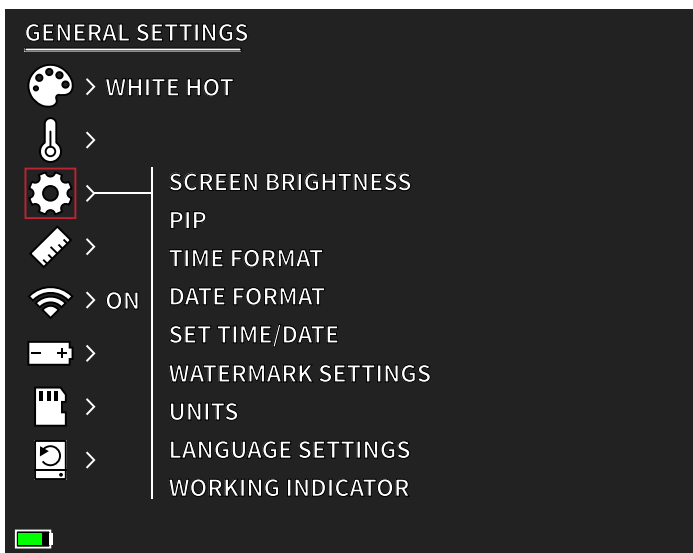 GENERAL SETTINGS
WHITE HOT
SCREEN BRIGHTNESS
PIP
TIME FORMAT
DATE FORMAT
ON
SET TIME/DATE
WATERMARK SETTINGS
UNITS
LANGUAGE SETTINGS
WORKING INDICATOR